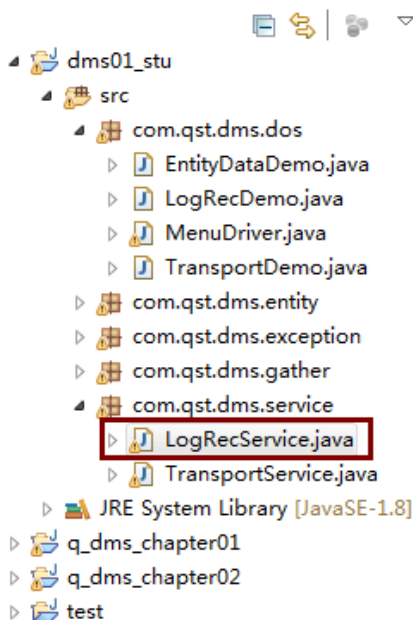 dms01_stu
src
com.qst.dms.dos
EntityDataDemo.java
LogRecDemo.java
MenuDriver.java
TransportDemo.java
com.qst.dms.entity
com.qst.dms.exception
com.qst.dms.gather
com.qst.dms.service
LogRecService.java
TransportService.java
JRE System Library [JavaSE-1.8]
q_dms_chapter01
q_dms_chapter02
test